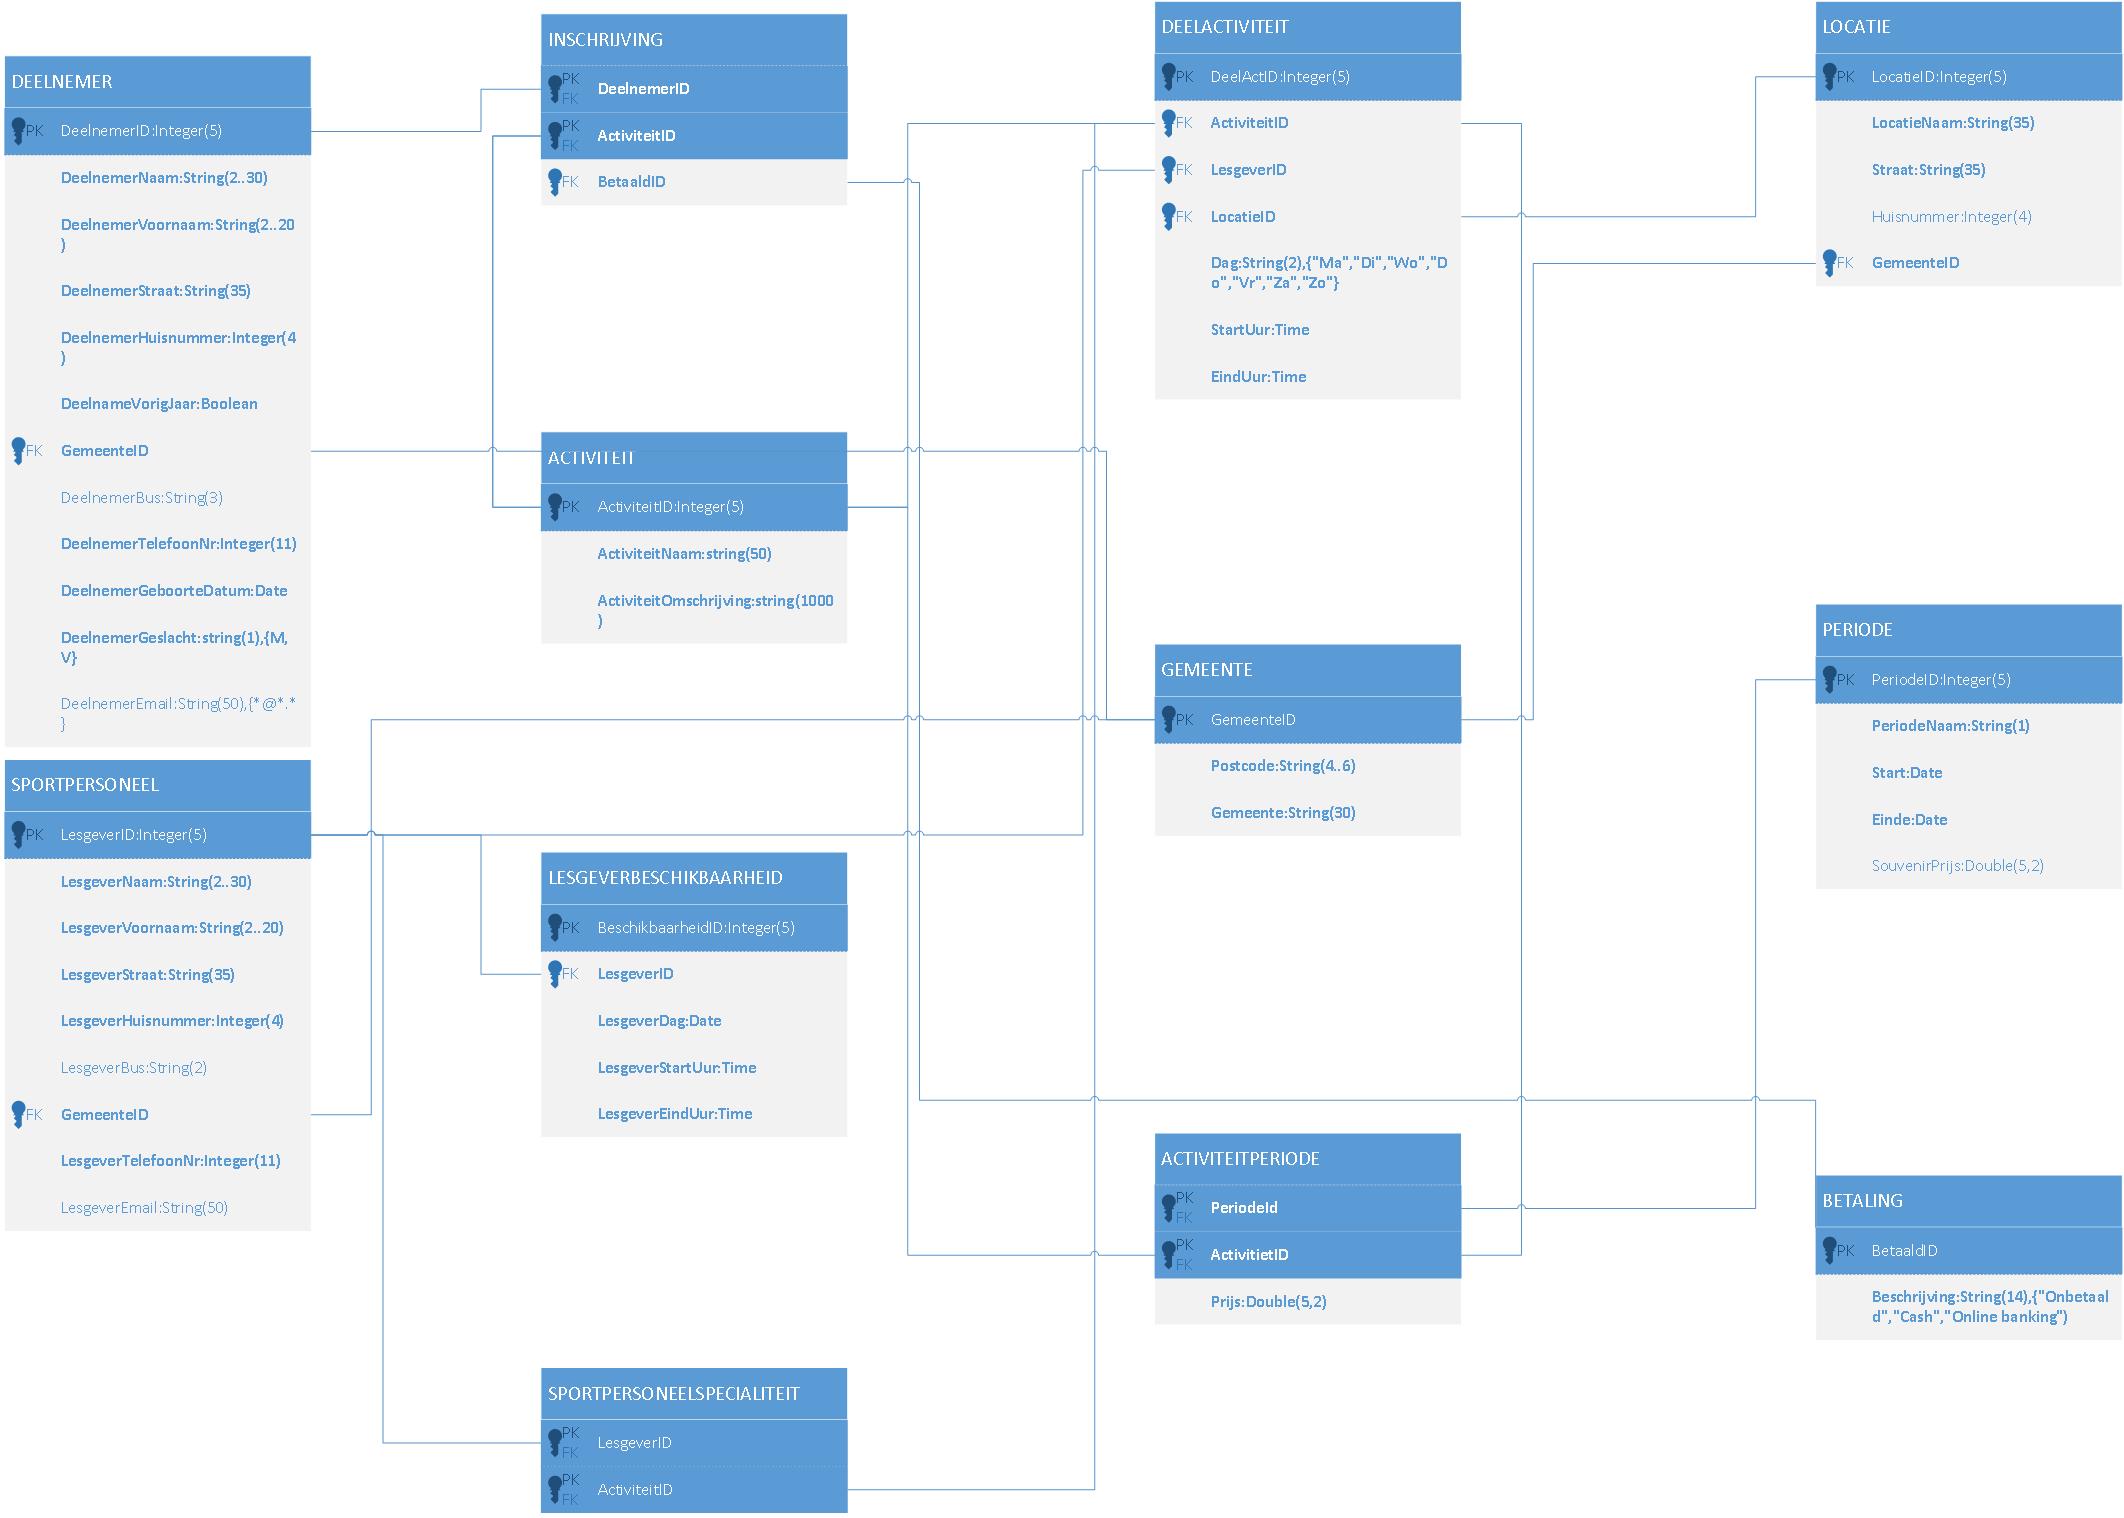 DEELNEMER
PK DeelnemerID:Integer(5)
DeelnemerNaam:String(2..30)
DeelnemerVoornaam:String(2..20
)
DeelnemerStraat:String(35)
DeelnemerHuisnummer:Integer(4
)
DeelnameVorigJaar:Boolean
FK GemeenteID
DeelnemerBus:String(3)
DeelnemerTelefoonNr:Integer(11)
DeelnemerGeboorteDatum:Date
DeelnemerGeslacht:string(1),{M,
V}
DeelnemerEmail:String(50),{*@*.*
}
SPORTPERSONEEL
PK LesgeverID:Integer(5)
LesgeverNaam:String(2..30)
LesgeverVoornaam:String(2..20)
LesgeverStraat:String(35)
LesgeverHuisnummer:Integer(4)
LesgeverBus:String(2)
FK GemeenteID
LesgeverTelefoonNr:Integer(11)
LesgeverEmail:String(50)
INSCHRIJVING
PK
FK DeelnemerID
PK
FK ActiviteitID
FK BetaaldID
ACTIVITEIT
PK ActiviteitID:Integer(5)
ActiviteitNaam:string(50)
ActiviteitOmschrijving:string(1000
)
LESGEVERBESCHIKBAARHEID
PK BeschikbaarheidID:Integer(5)
FK LesgeverID
LesgeverDag:Date
LesgeverStartUur:Time
LesgeverEindUur:Time
SPORTPERSONEELSPECIALITEIT
PK
FK LesgeverID
PK
FK ActiviteitID
DEELACTIVITEIT
PK DeelActID:Integer(5)
FK ActiviteitID
FK LesgeverID
FK LocatieID
Dag:String(2),{"Ma","Di","Wo","D
o","Vr","Za","Zo"}
StartUur:Time
EindUur:Time
GEMEENTE
PK GemeenteID
Postcode:String(4..6)
Gemeente:String(30)
ACTIVITEITPERIODE
PK
FK PeriodeId
PK
FK ActivitietID
Prijs:Double(5,2)
LOCATIE
PK LocatieID:Integer(5)
LocatieNaam:String(35)
Straat:String(35)
Huisnummer:Integer(4)
FK GemeenteID
PERIODE
PK PeriodeID:Integer(5)
PeriodeNaam:String(1)
Start:Date
Einde:Date
SouvenirPrijs:Double(5,2)
BETALING
PK BetaaldID
Beschrijving:String(14),{"Onbetaal
d","Cash","Online banking")